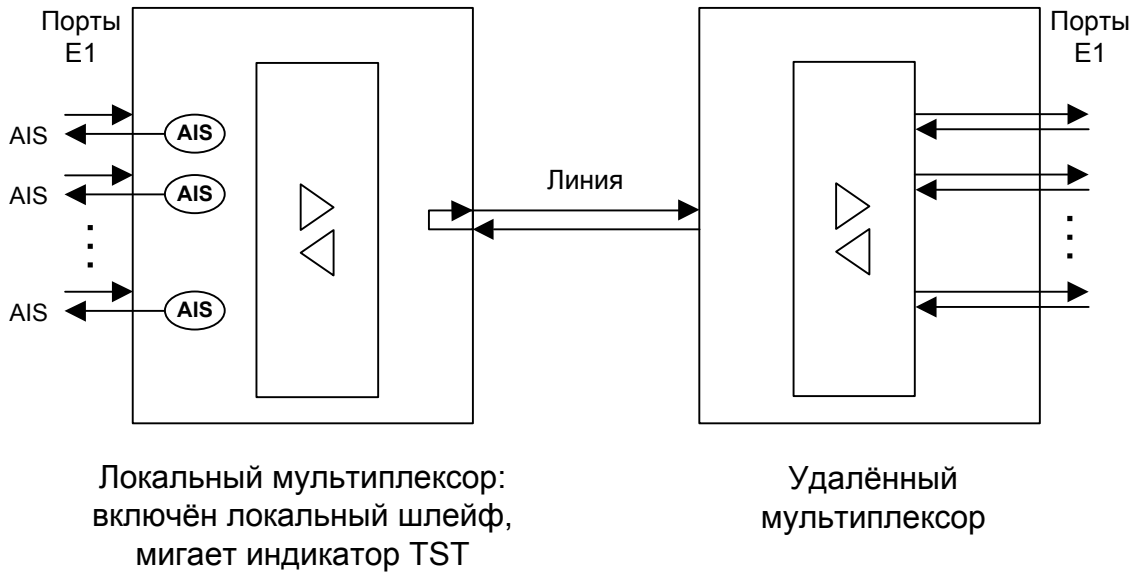 Порты
E1
Порты
E1
AIS
AIS
AIS
AIS
Линия
AIS
AIS
Локальный мультиплексор:
включён локальный шлейф,
мигает индикатор TST
Удалённый
мультиплексор